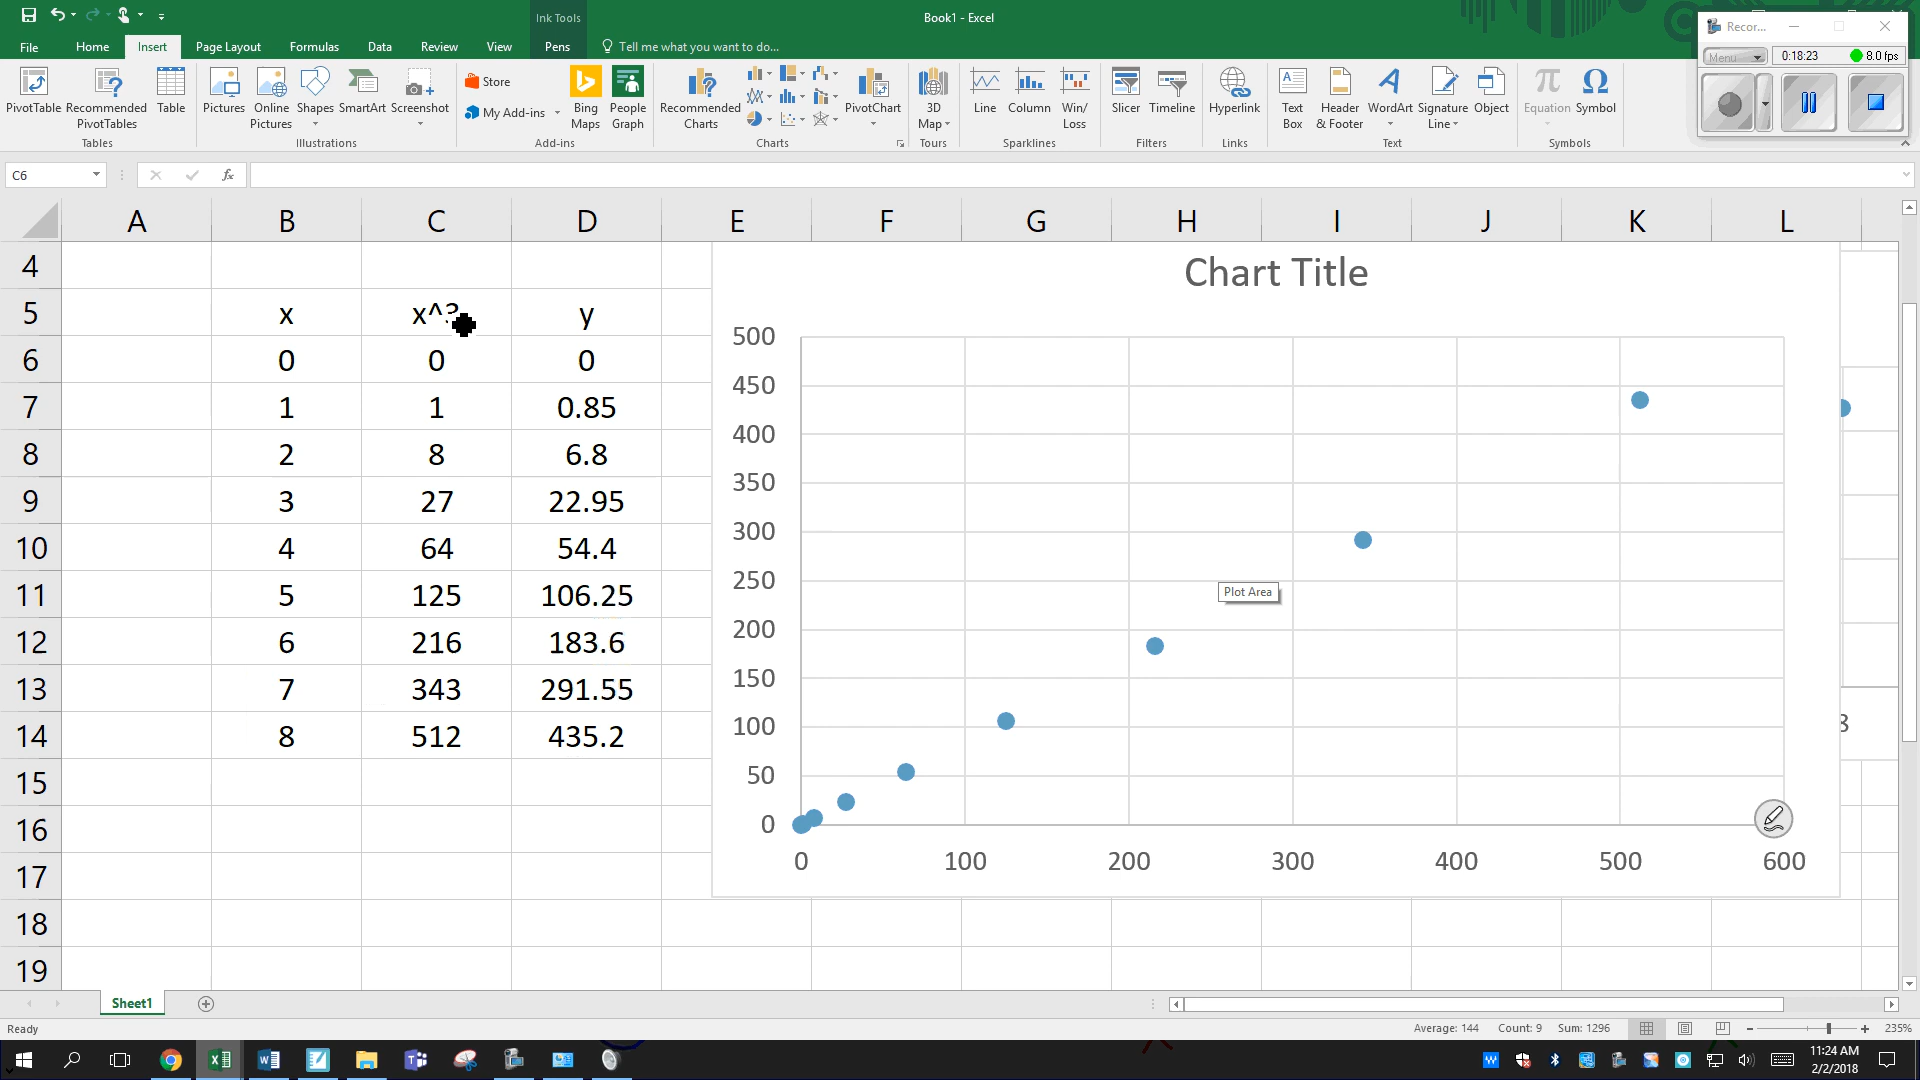 Ink Tools
Book1 - Excel
Recor...
File Home Insert Page Layout Formulas Data Review View Pens Tell me what you want to do...
Menu 0:18:23 8.0 fps
PivotTable Recommended PivotTables Table
Pictures Online Pictures Shapes SmartArt Screenshot
Store
My Add-ins
Bing Maps People Graph
Recommended Charts PivotChart
3D Map
Line Column Win/ Loss
Slicer Timeline
Hyperlink
Text Box Header & Footer WordArt Signature Line Object
Equation Symbol
Tables Illustrations Add-ins Charts Tours Sparklines Filters Links Text Symbols
C6 fx
A B C D E F G H I J K L
4
5 x x^3 y
6 0 0 0
7 1 1 0.85
8 2 8 6.8
9 3 27 22.95
10 4 64 54.4
11 5 125 106.25
12 6 216 183.6
13 7 343 291.55
14 8 512 435.2
15
16
17
18
19
Chart Title
500
450
400
350
300
250
200
150
100
50
0
0 100 200 300 400 500 600
Plot Area
8
Sheet1
Ready
Average: 144 Count: 9 Sum: 1296 235%
11:24 AM
2/2/2018